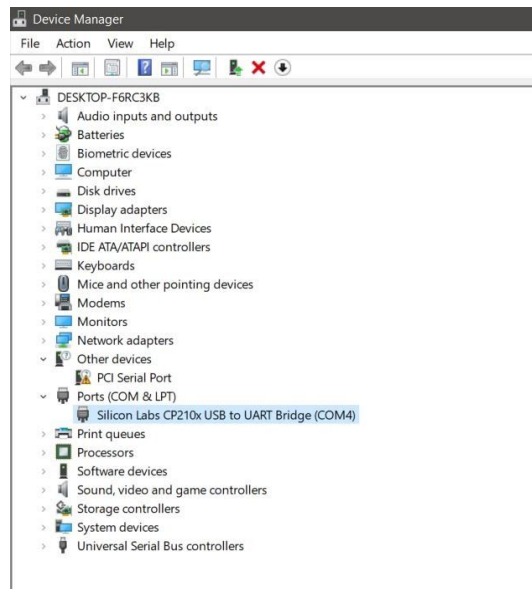 Device Manager
File Action View Help
DESKTOP-F6RC3KB
Audio inputs and outputs
Batteries
Biometric devices
Computer
Disk drives
Display adapters
Human Interface Devices
IDE ATA/ATAPI controllers
Keyboards
Mice and other pointing devices
Modems
Monitors
Network adapters
Other devices
PCI Serial Port
Ports (COM & LPT)
Silicon Labs CP210x USB to UART Bridge (COM4)
Print queues
Processors
Software devices
Sound, video and game controllers
Storage controllers
System devices
Universal Serial Bus controllers